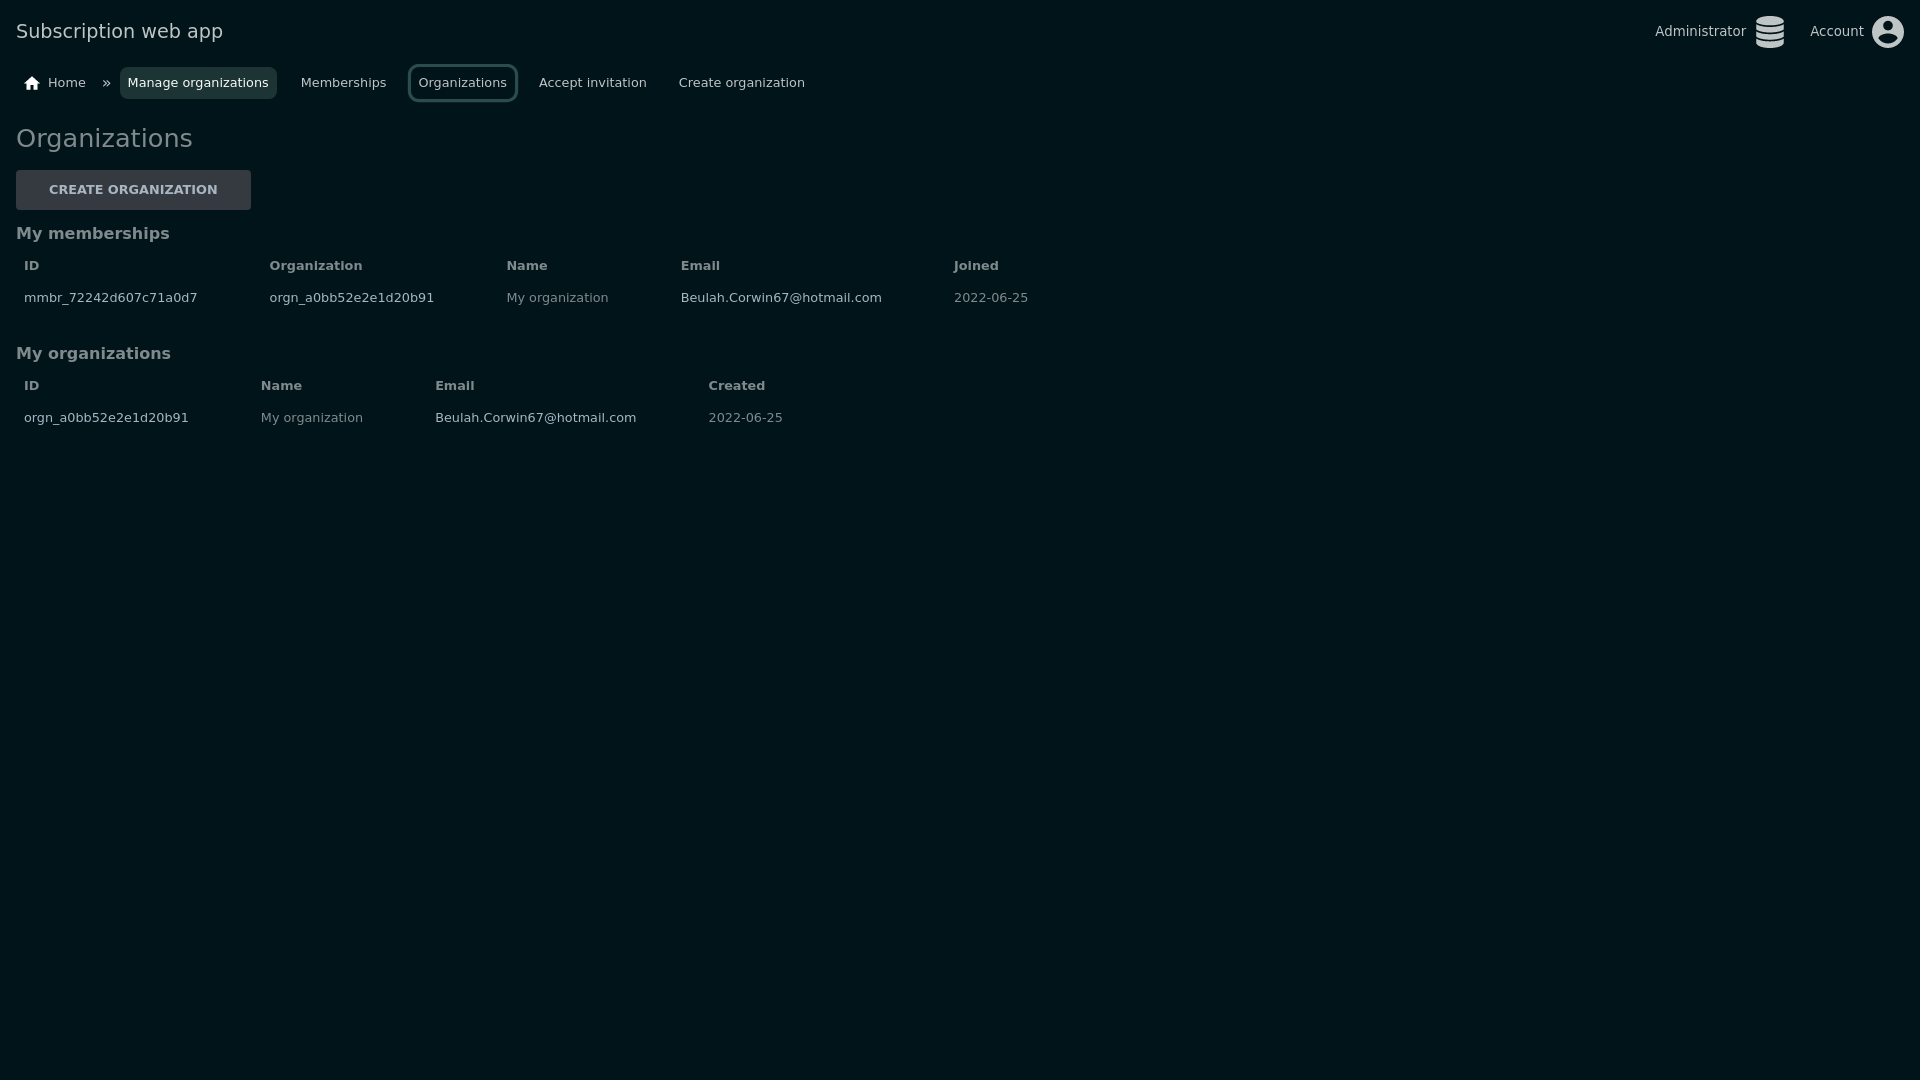 Subscription web app
Administrator Account
Home » Manage organizations Memberships Organizations Accept invitation Create organization
Organizations
CREATE ORGANIZATION
My memberships
ID Organization Name Email Joined
mmbr_72242d607c71a0d7 orgn_a0bb52e2e1d20b91 My organization Beulah.Corwin67@hotmail.com 2022-06-25
My organizations
ID Name Email Created
orgn_a0bb52e2e1d20b91 My organization Beulah.Corwin67@hotmail.com 2022-06-25